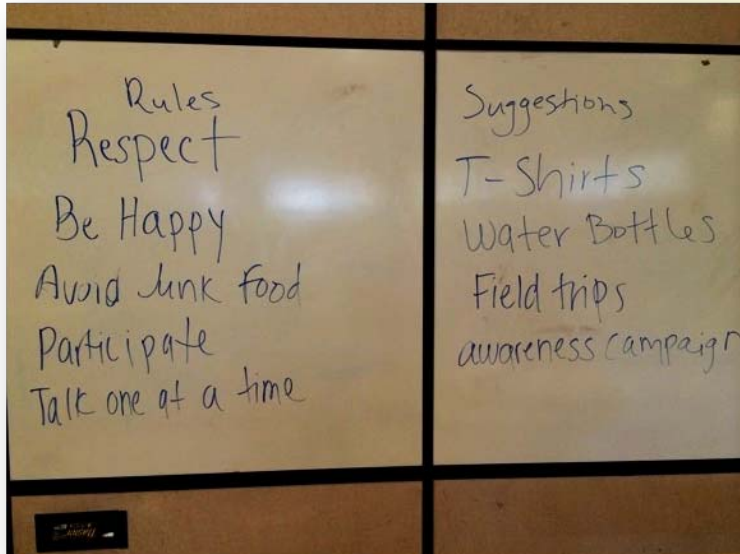 Rules
Respect
Be Happy
Avoid Junk Food
Participate
Talk one at a time
Suggestions
T-Shirts
Water Bottles
Field trips
awareness campaign